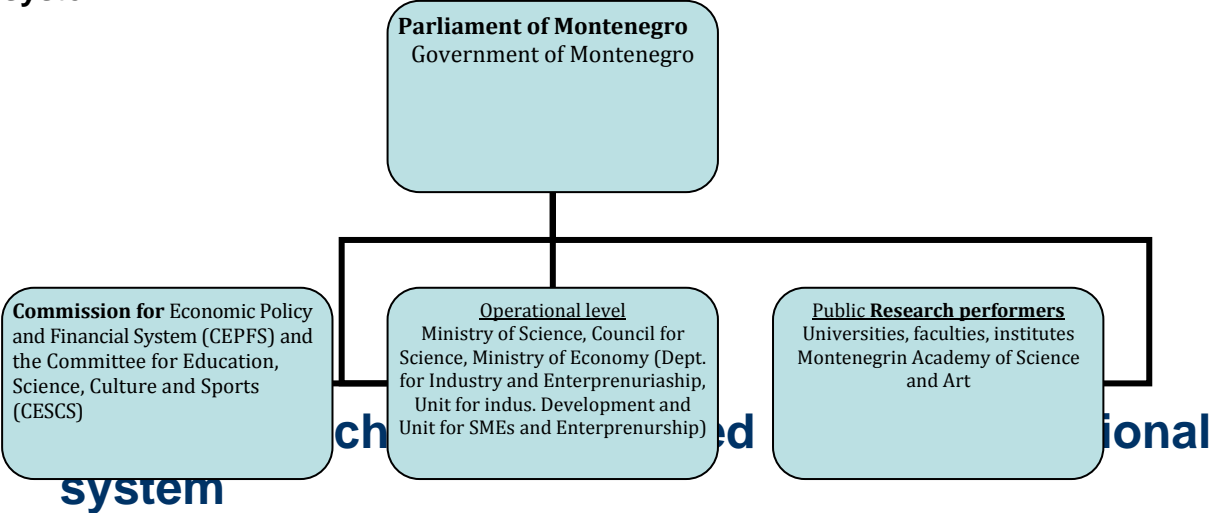 Parliament of Montenegro
Government of Montenegro
Commission for Economic Policy
and Financial System (CEPFS) and
the Committee for Education,
Science, Culture and Sports
(CESCS)
Operational level
Ministry of Science, Council for
Science, Ministry of Economy (Dept.
for Industry and Enterprenuriaship,
Unit for indus. Development and
Unit for SMEs and Enterprenurship)
Public Research performers
Universities, faculties, institutes
Montenegrin Academy of Science
and Art
ch ed ional
system